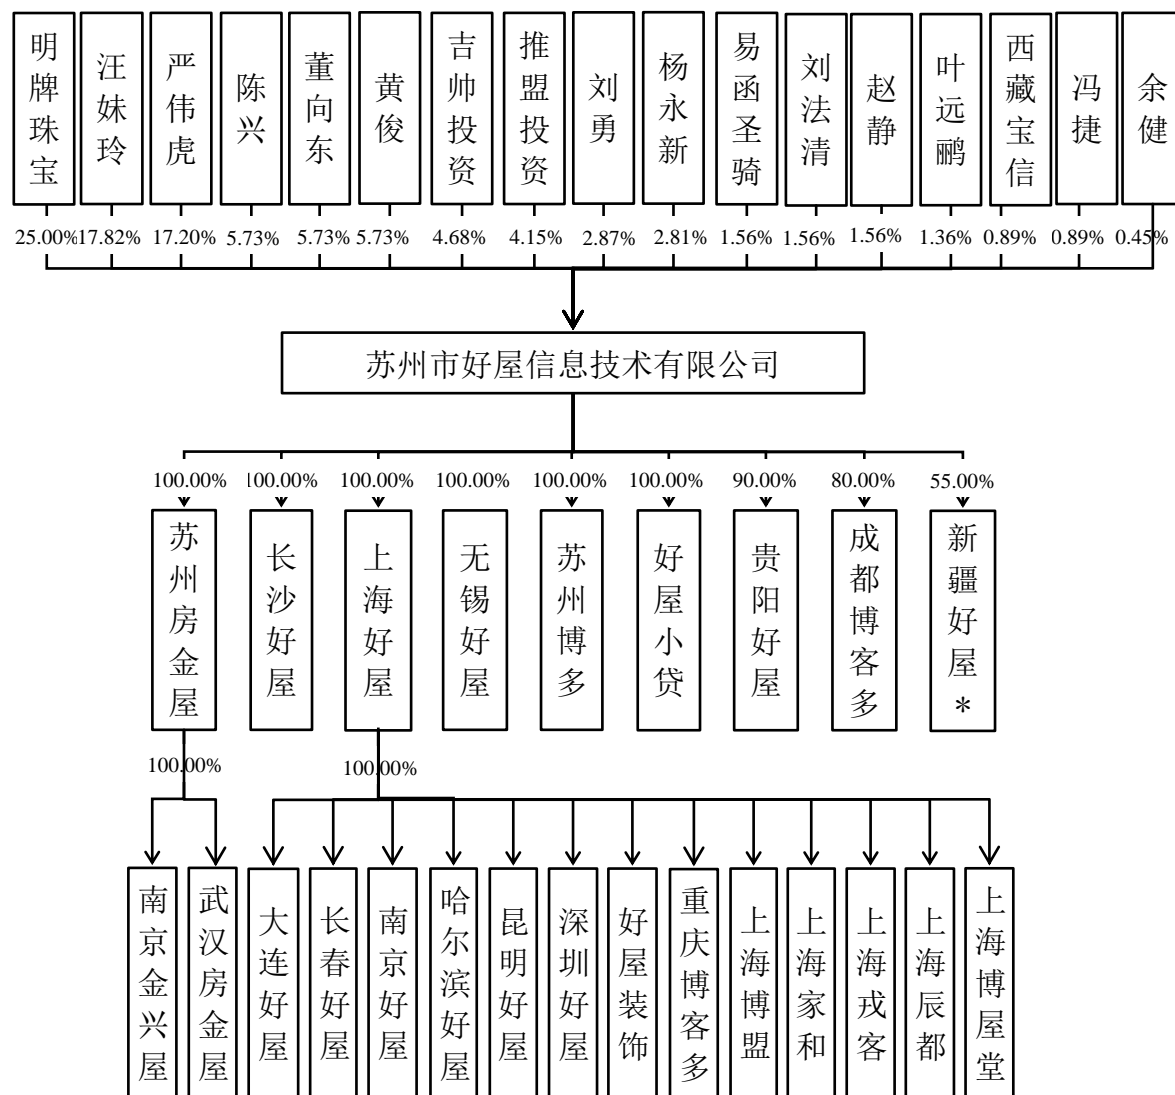 明牌珠宝
汪妹玲
严伟虎
陈兴
董向东
黄俊
吉帅投资
推盟投资
刘勇
杨永新
易函圣骑
刘法清
赵静
叶远鹂
西藏宝信
冯捷
余健
25.00%
17.82%
17.20%
5.73%
5.73%
5.73%
4.68%
4.15%
2.87%
2.81%
1.56%
1.56%
1.56%
1.36%
0.89%
0.89%
0.45%
苏州市好屋信息技术有限公司
100.00%
100.00%
100.00%
100.00%
100.00%
100.00%
90.00%
80.00%
55.00%
苏州房金屋
长沙好屋
上海好屋
无锡好屋
苏州博多
好屋小贷
贵阳好屋
成都博客多
新疆好屋*
100.00%
100.00%
南京金兴屋
武汉房金屋
大连好屋
长春好屋
南京好屋
哈尔滨好屋
昆明好屋
深圳好屋
好屋装饰
重庆博客多
上海博盟
上海家和
上海戎客
上海辰都
上海博屋堂